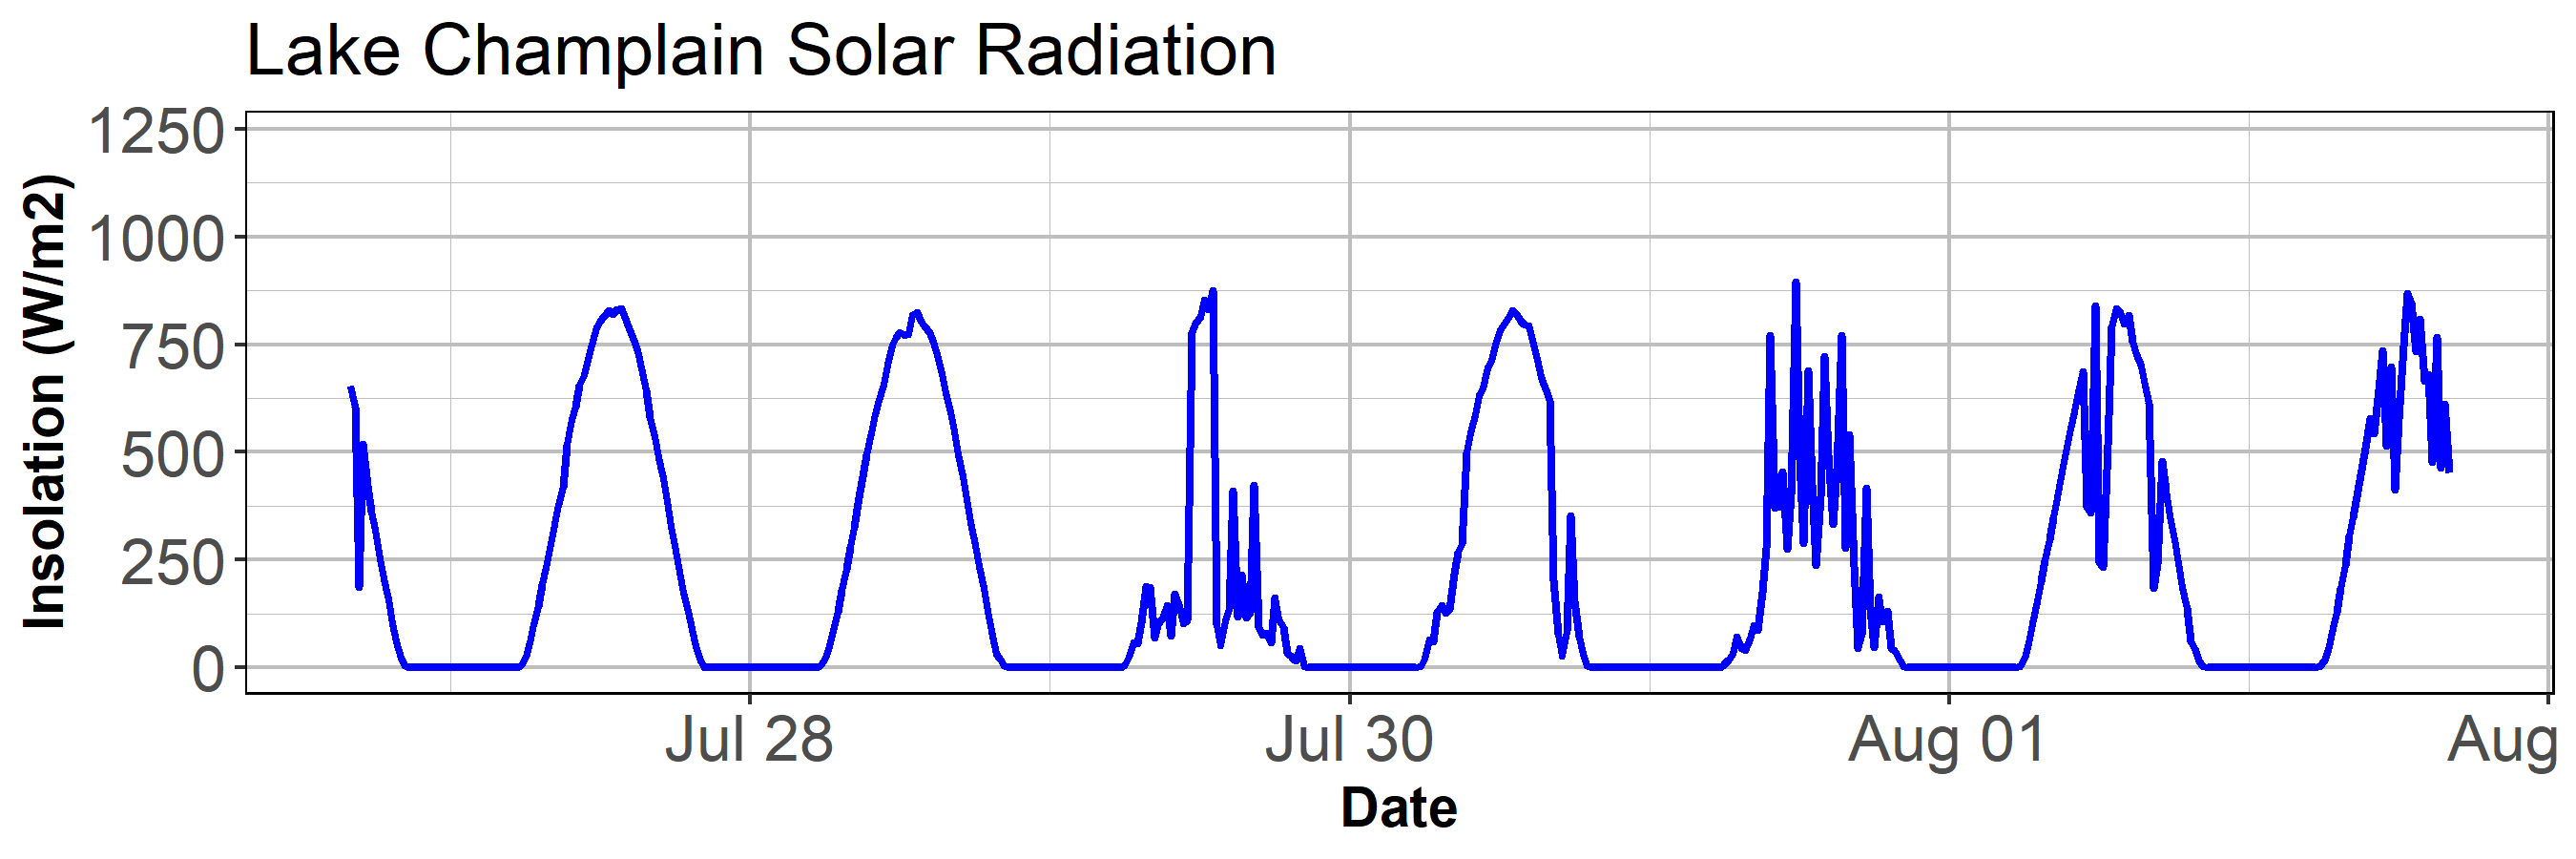 Lake Champlain Solar Radiation
1250
1000
750
500
250
0
Insolation (W/m2)
Jul 28 Jul 30 Aug 01 Aug
Date